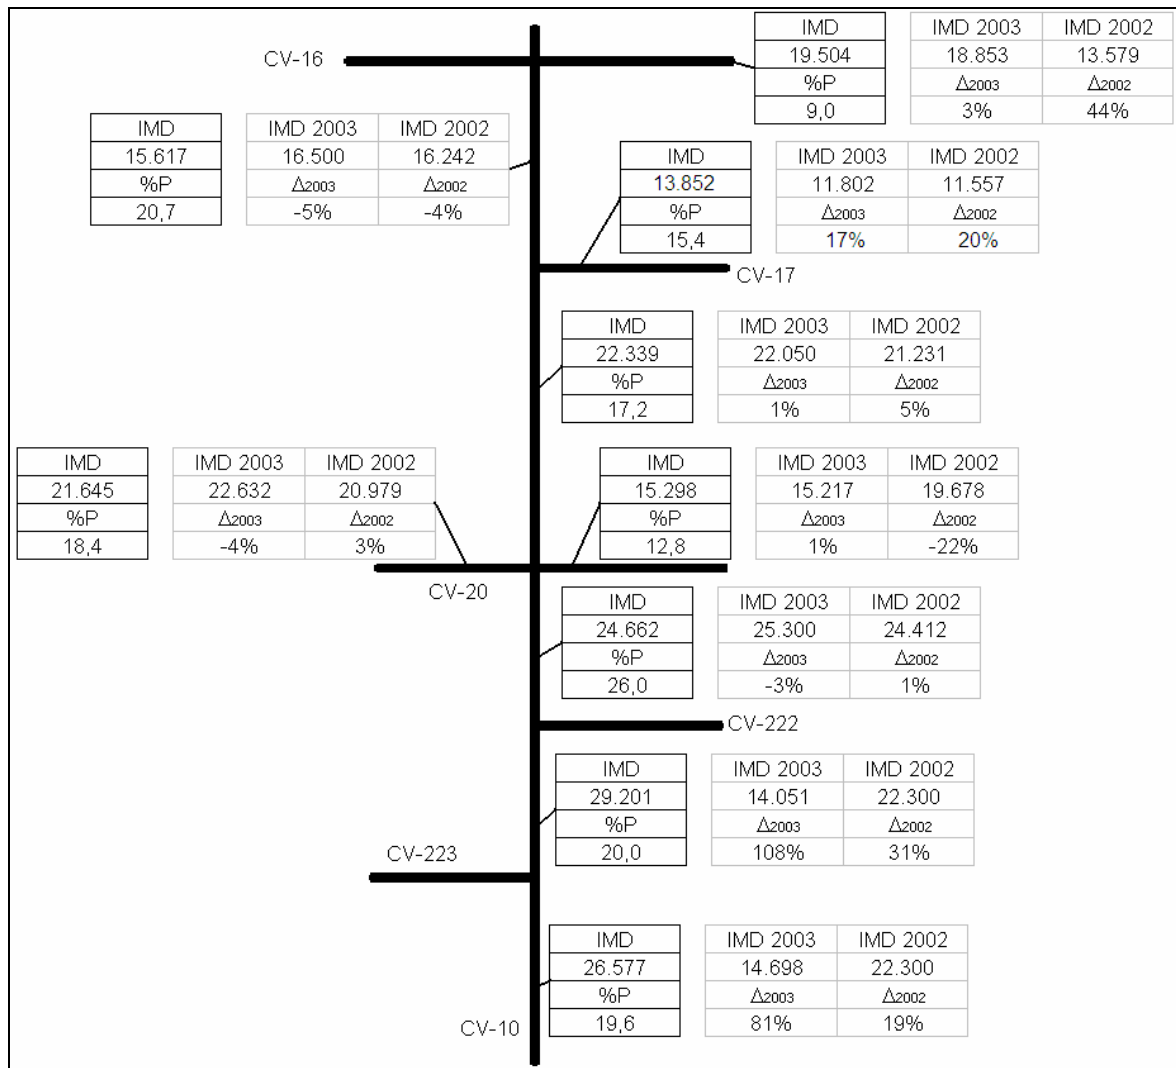 CV-16
IMD
19.504
%P
9,0
IMD 2003 IMD 2002
18.853 13.579
Δ2003 Δ2002
3% 44%
IMD
15.617
%P
20,7
IMD 2003 IMD 2002
16.500 16.242
Δ2003 Δ2002
-5% -4%
IMD
13.852
%P
15,4
IMD 2003 IMD 2002
11.802 11.557
Δ2003 Δ2002
17% 20%
CV-17
IMD
22.339
%P
17,2
IMD 2003 IMD 2002
22.050 21.231
Δ2003 Δ2002
1% 5%
IMD
21.645
%P
18,4
IMD 2003 IMD 2002
22.632 20.979
Δ2003 Δ2002
-4% 3%
IMD
15.298
%P
12,8
IMD 2003 IMD 2002
15.217 19.678
Δ2003 Δ2002
1% -22%
CV-20
IMD
24.662
%P
26,0
IMD 2003 IMD 2002
25.300 24.412
Δ2003 Δ2002
-3% 1%
CV-222
IMD
29.201
%P
20,0
IMD 2003 IMD 2002
14.051 22.300
Δ2003 Δ2002
108% 31%
CV-223
IMD
26.577
%P
19,6
IMD 2003 IMD 2002
14.698 22.300
Δ2003 Δ2002
81% 19%
CV-10